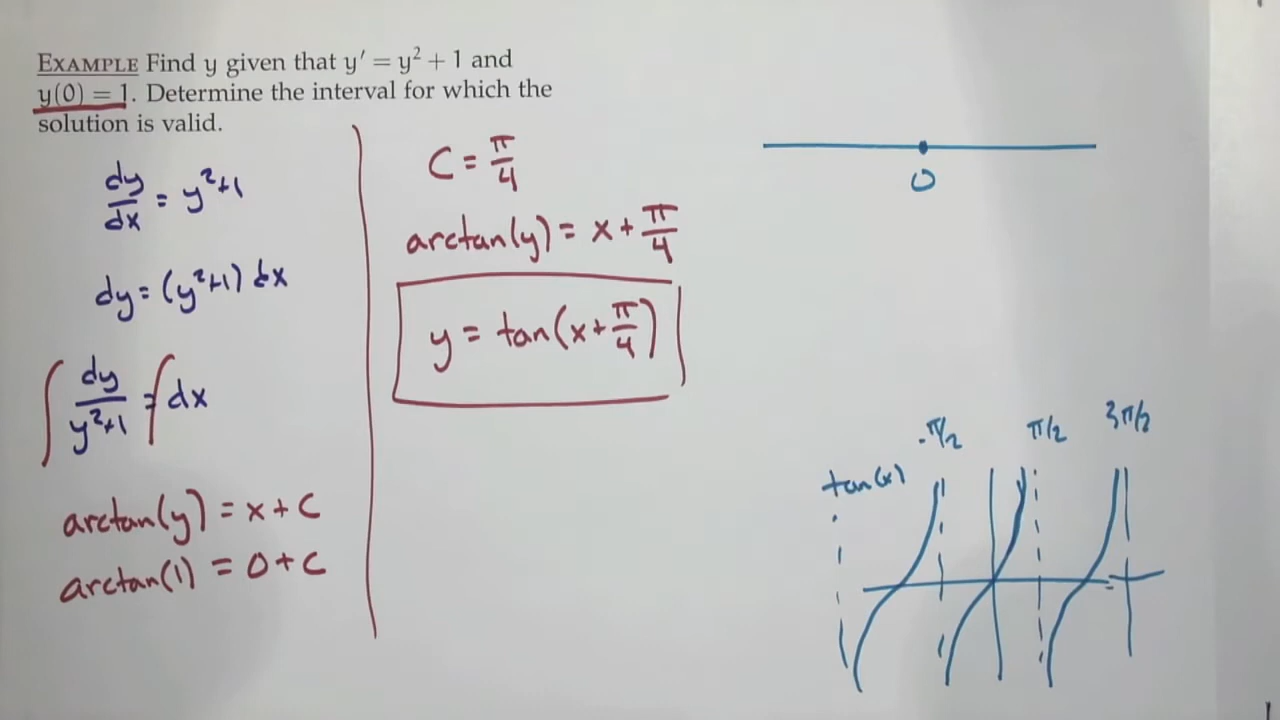 EXAMPLE Find y given that y′ = y² + 1 and
y(0) = 1. Determine the interval for which the
solution is valid.
dy/dx = y²+1
dy = (y²+1) dx
∫ dy/y²+1 = ∫ dx
arctan(y) = x + C
arctan(1) = 0 + C
C = π/4
arctan(y) = x + π/4
y = tan(x + π/4)
0
-π/2 π/2 3π/2
tan(x)